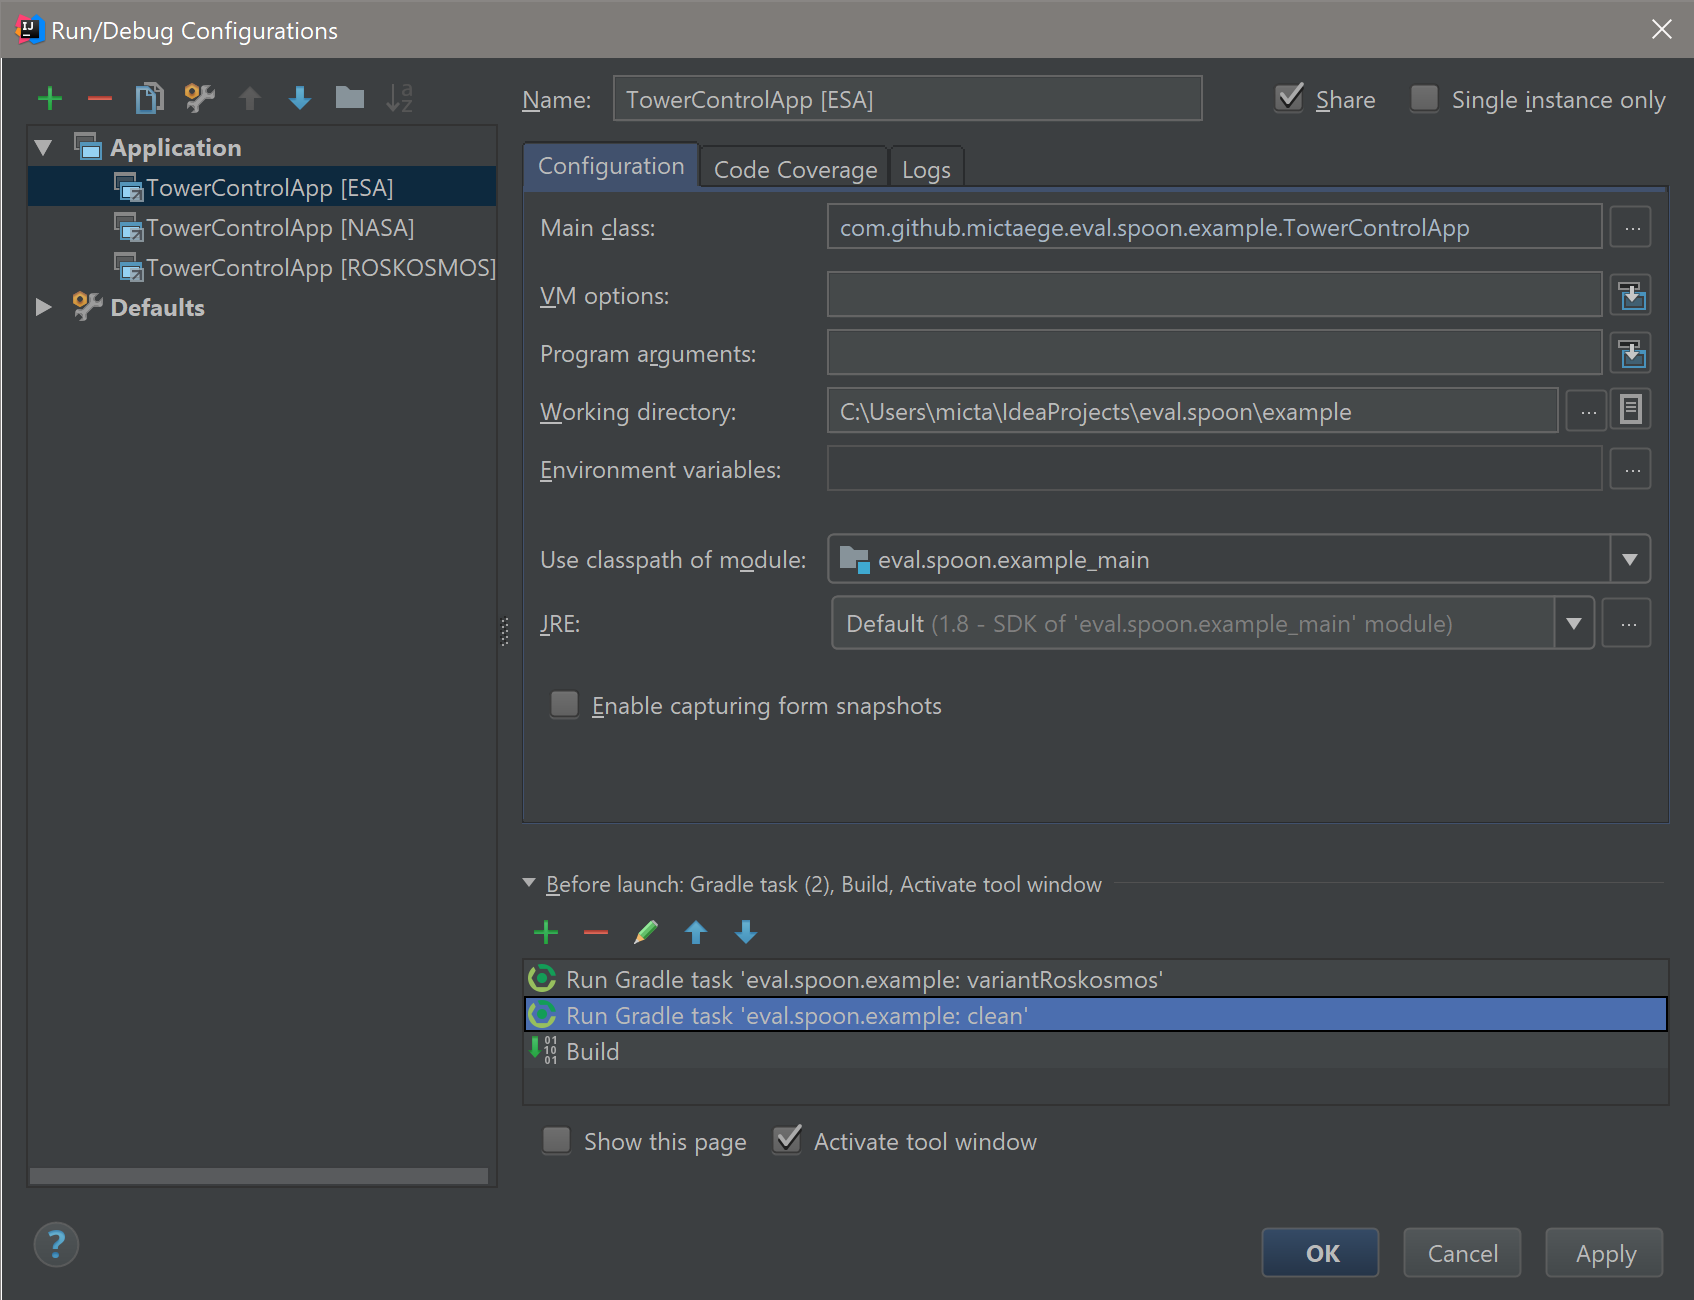 Run/Debug Configurations
Name: TowerControlApp [ESA] Share Single instance only
Application
TowerControlApp [ESA]
TowerControlApp [NASA]
TowerControlApp [ROSKOSMOS]
Defaults
Configuration Code Coverage Logs
Main class: com.github.mictaege.eval.spoon.example.TowerControlApp ...
VM options:
Program arguments:
Working directory: C:\Users\micta\IdeaProjects\eval.spoon\example ...
Environment variables: ...
Use classpath of module: eval.spoon.example_main
JRE: Default (1.8 - SDK of 'eval.spoon.example_main' module) ...
Enable capturing form snapshots
Before launch: Gradle task (2), Build, Activate tool window
Run Gradle task 'eval.spoon.example: variantRoskosmos'
Run Gradle task 'eval.spoon.example: clean'
Build
Show this page Activate tool window
? OK Cancel Apply